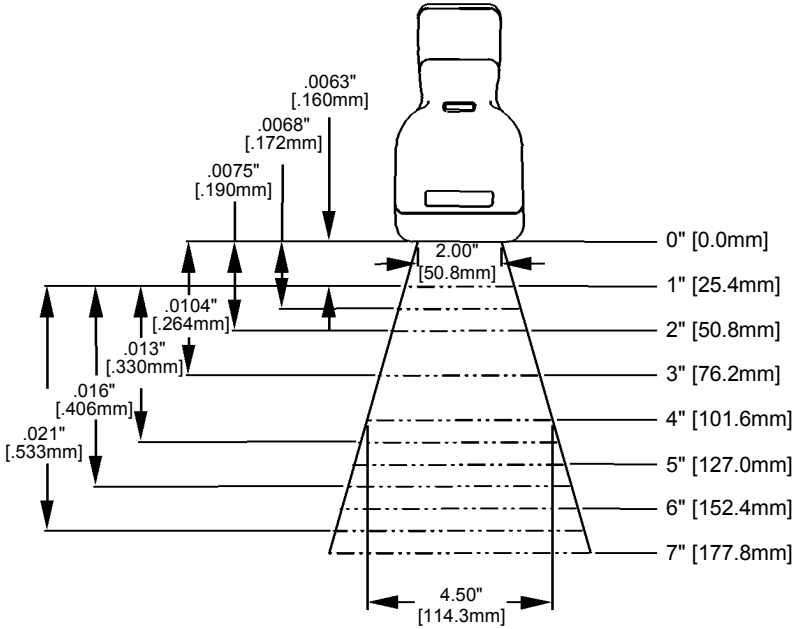 .0063"
[.160mm]
.0068"
[.172mm]
.0075"
[.190mm]
0" [0.0mm]
2.00"
[50.8mm]
1" [25.4mm]
.0104"
[.264mm]
2" [50.8mm]
.013"
[.330mm]
3" [76.2mm]
.016"
[.406mm]
4" [101.6mm]
.021"
[.533mm]
5" [127.0mm]
6" [152.4mm]
7" [177.8mm]
4.50"
[114.3mm]